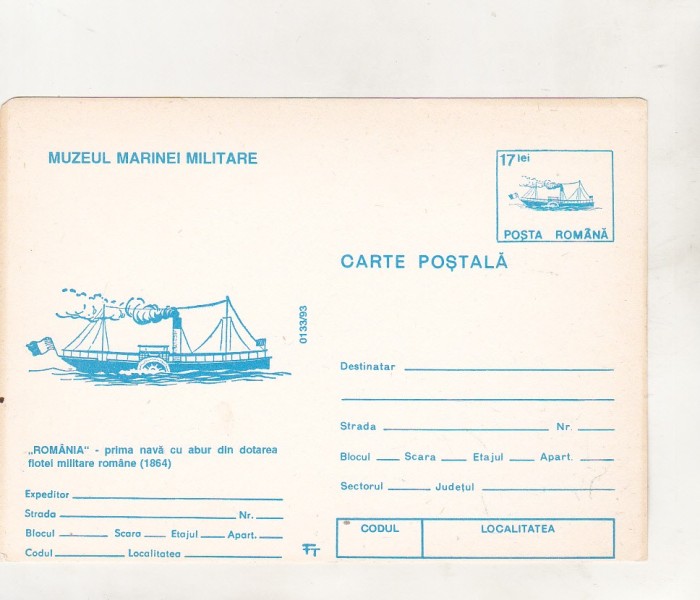 MUZEUL MARINEI MILITARE
17 lei
POȘTA ROMÂNĂ
CARTE POȘTALĂ
0133/93
„ROMÂNIA“ - prima navă cu abur din dotarea
flotei militare române (1864)
Expeditor
Strada Nr.
Blocul Scara Etajul Apart.
Codul Localitatea
Destinatar
Strada Nr.
Blocul Scara Etajul Apart.
Sectorul Județul
CODUL LOCALITATEA